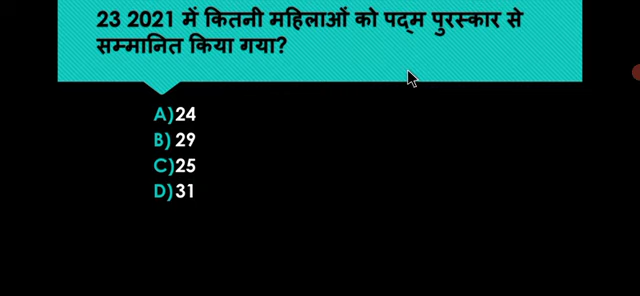 23 2021 में कितनी महिलाओं को पद्म पुरस्कार से
सम्मानित किया गया?
A)24
B) 29
C)25
D)31